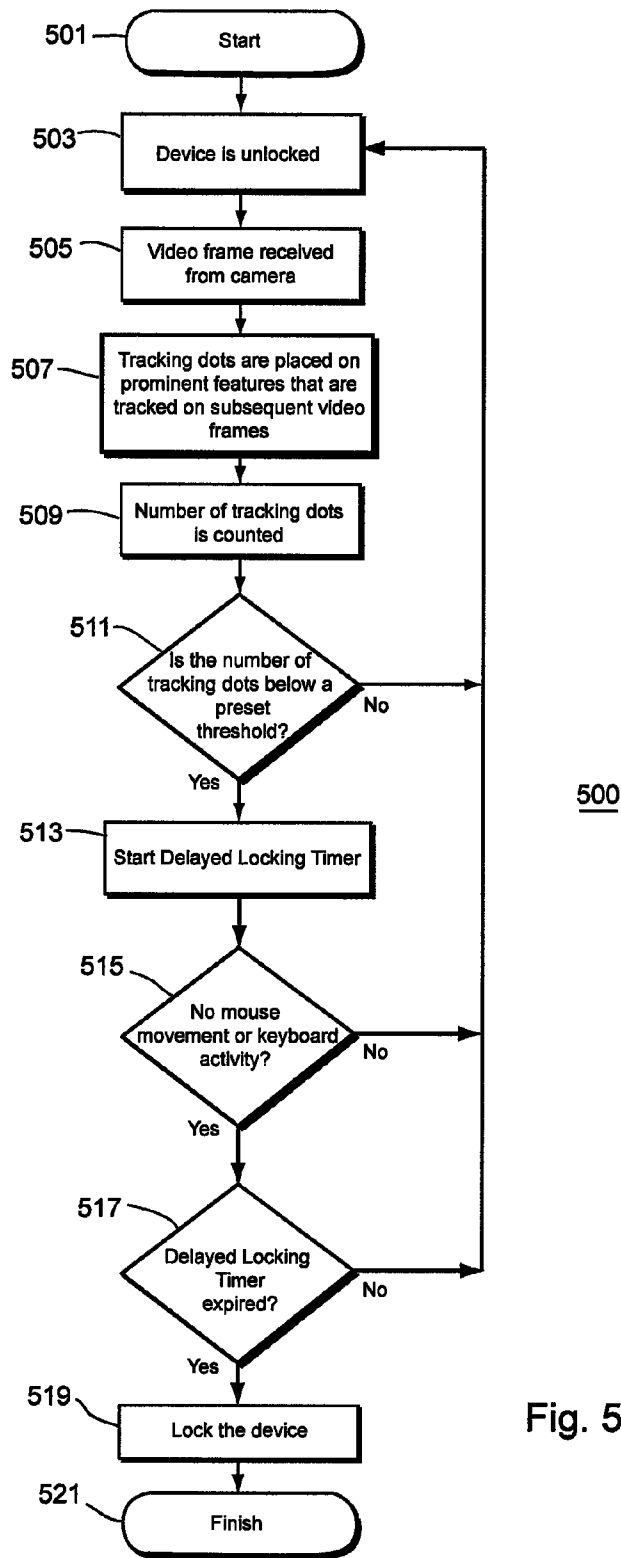 501
Start
503
Device is unlocked
505
Video frame received
from camera
507
Tracking dots are placed on
prominent features that are
tracked on subsequent video
frames
509
Number of tracking dots
is counted
511
Is the number of
tracking dots below a
preset
threshold?
No
Yes
500
513
Start Delayed Locking Timer
515
No mouse
movement or keyboard
activity?
No
Yes
517
Delayed Locking
Timer
expired?
No
Yes
519
Lock the device
Fig. 5
521
Finish